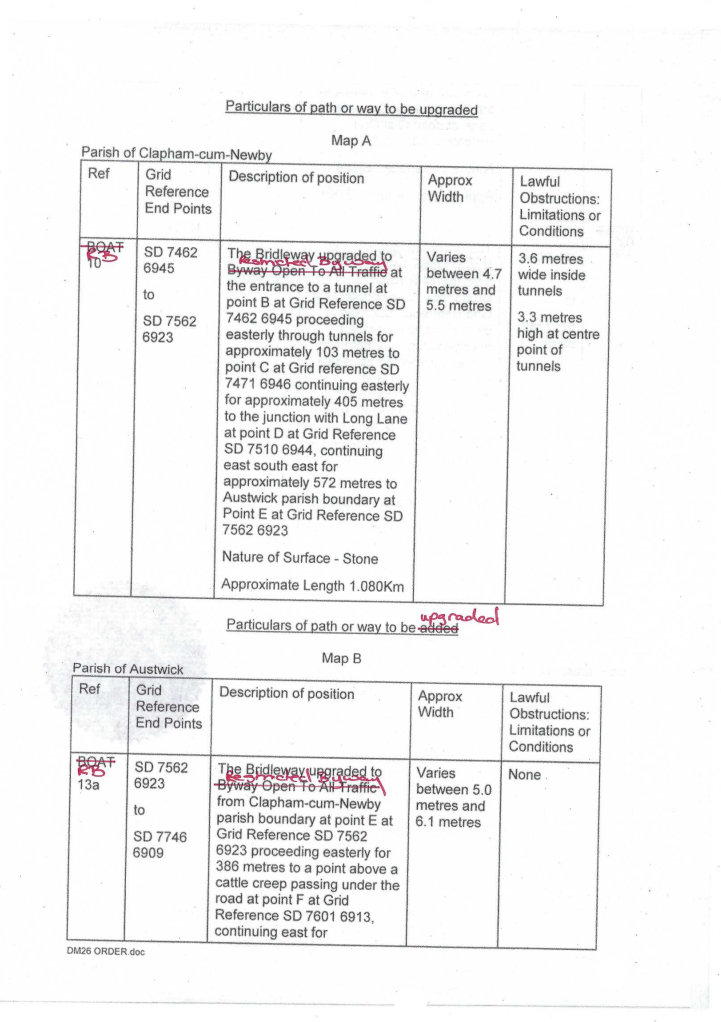 Particulars of path or way to be upgraded
Map A
Parish of Clapham-cum-Newby
Ref
Grid
Reference
End Points
Description of position
Approx
Width
Lawful
Obstructions:
Limitations or
Conditions
BOAT
RB
10
SD 7462
6945
to
SD 7562
6923
The Bridleway upgraded to
Restricted Byway
Byway Open To All Traffic at
the entrance to a tunnel at
point B at Grid Reference SD
7462 6945 proceeding
easterly through tunnels for
approximately 103 metres to
point C at Grid reference SD
7471 6946 continuing easterly
for approximately 405 metres
to the junction with Long Lane
at point D at Grid Reference
SD 7510 6944, continuing
east south east for
approximately 572 metres to
Austwick parish boundary at
Point E at Grid Reference SD
7562 6923
Nature of Surface - Stone
Approximate Length 1.080Km
Varies
between 4.7
metres and
5.5 metres
3.6 metres
wide inside
tunnels
3.3 metres
high at centre
point of
tunnels
upgraded
Particulars of path or way to be added
Map B
Parish of Austwick
Ref
Grid
Reference
End Points
Description of position
Approx
Width
Lawful
Obstructions:
Limitations or
Conditions
BOAT
RB
13a
SD 7562
6923
to
SD 7746
6909
The Bridleway upgraded to
Restricted Byway
Byway Open To All Traffic
from Clapham-cum-Newby
parish boundary at point E at
Grid Reference SD 7562
6923 proceeding easterly for
386 metres to a point above a
cattle creep passing under the
road at point F at Grid
Reference SD 7601 6913,
continuing east for
Varies
between 5.0
metres and
6.1 metres
None
DM26 ORDER.doc